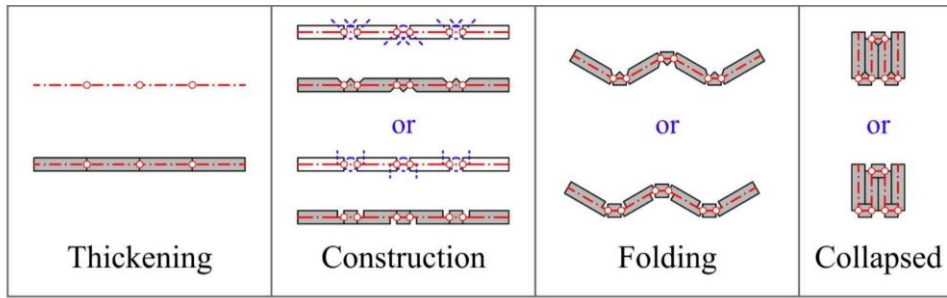 or
or
or
Thickening
Construction
Folding
Collapsed